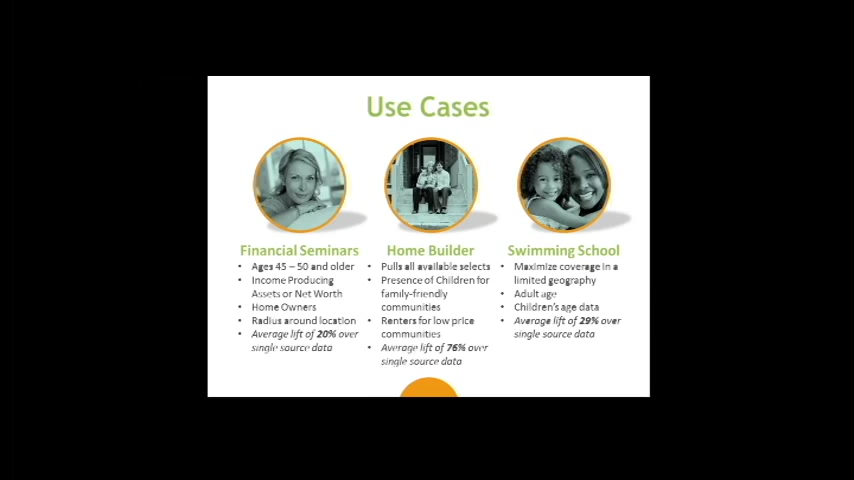 Use Cases
Financial Seminars
• Ages 45 – 50 and older
• Income Producing
Assets or Net Worth
• Home Owners
• Radius around location
• Average lift of 20% over
single source data
Home Builder
• Pulls all available selects
• Presence of Children for
family-friendly
communities
• Renters for low price
communities
• Average lift of 76% over
single source data
Swimming School
• Maximize coverage in a
limited geography
• Adult age
• Children's age data
• Average lift of 29% over
single source data